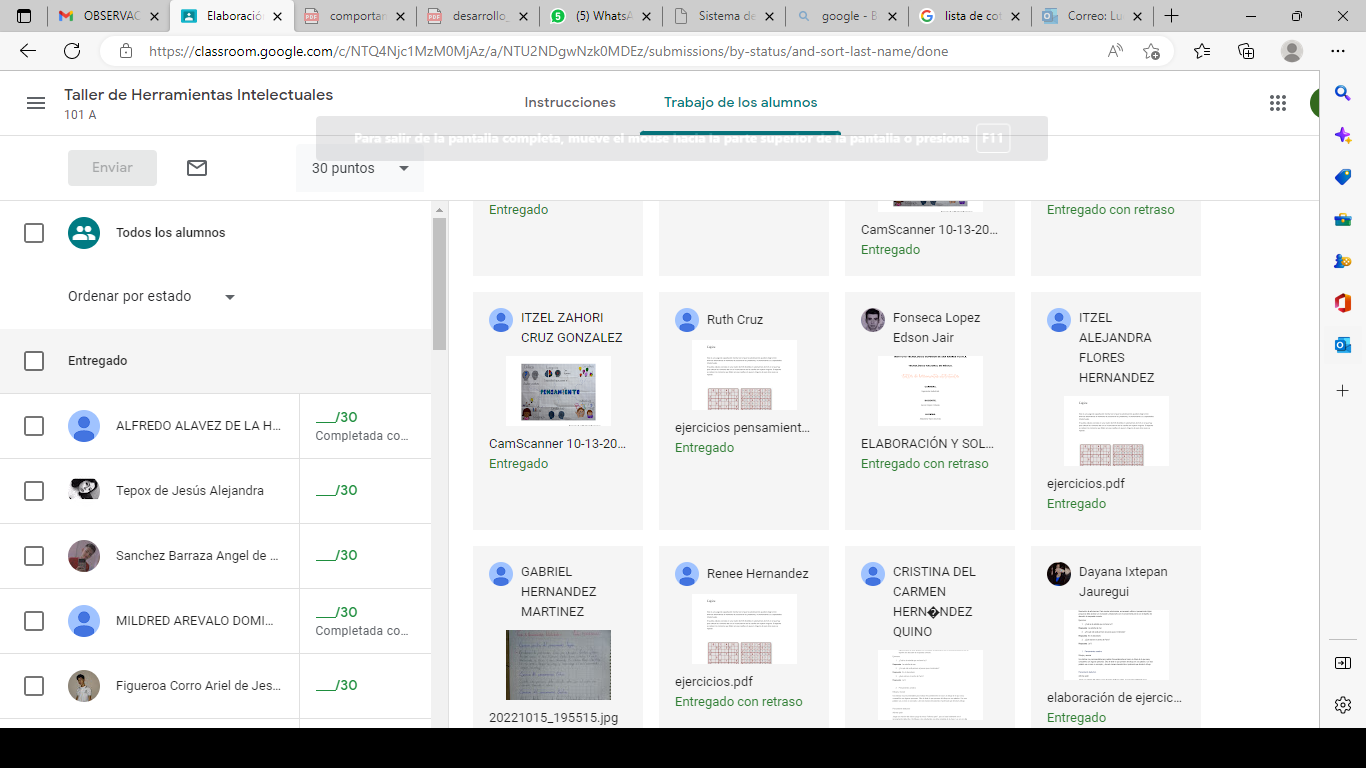 OBSERVAC
Elaboració
comportar
desarrollo_
(5) WhatsA
Sistema de
google - B
lista de cot
Correo: Lu
https://classroom.google.com/c/NTQ4Njc1MzM0MjAz/a/NTU2NDgwNzk0MDEz/submissions/by-status/and-sort-last-name/done
Taller de Herramientas Intelectuales
101 A
Instrucciones
Trabajo de los alumnos
Para salir de la pantalla completa, mueve el mouse hacia la parte superior de la pantalla o presiona F11
Enviar
30 puntos
Todos los alumnos
Ordenar por estado
Entregado
ALFREDO ALAVEZ DE LA H...
___/30
Completada co...
Tepox de Jesús Alejandra
___/30
Sanchez Barraza Angel de ...
___/30
MILDRED AREVALO DOMI...
___/30
Completada co...
Figueroa Corro Ariel de Jes...
___/30
Entregado
CamScanner 10-13-20...
Entregado
Entregado con retraso
ITZEL ZAHORI
CRUZ GONZALEZ
PENSAMIENTO
CamScanner 10-13-20...
Entregado
Ruth Cruz
ejercicios pensamient...
Entregado
Fonseca Lopez
Edson Jair
ELABORACIÓN Y SOL...
Entregado con retraso
ITZEL
ALEJANDRA
FLORES
HERNANDEZ
ejercicios.pdf
Entregado
GABRIEL
HERNANDEZ
MARTINEZ
20221015_195515.jpg
Renee Hernandez
ejercicios.pdf
Entregado con retraso
CRISTINA DEL
CARMEN
HERN�NDEZ
QUINO
Dayana Ixtepan
Jauregui
elaboración de ejercic...
Entregado